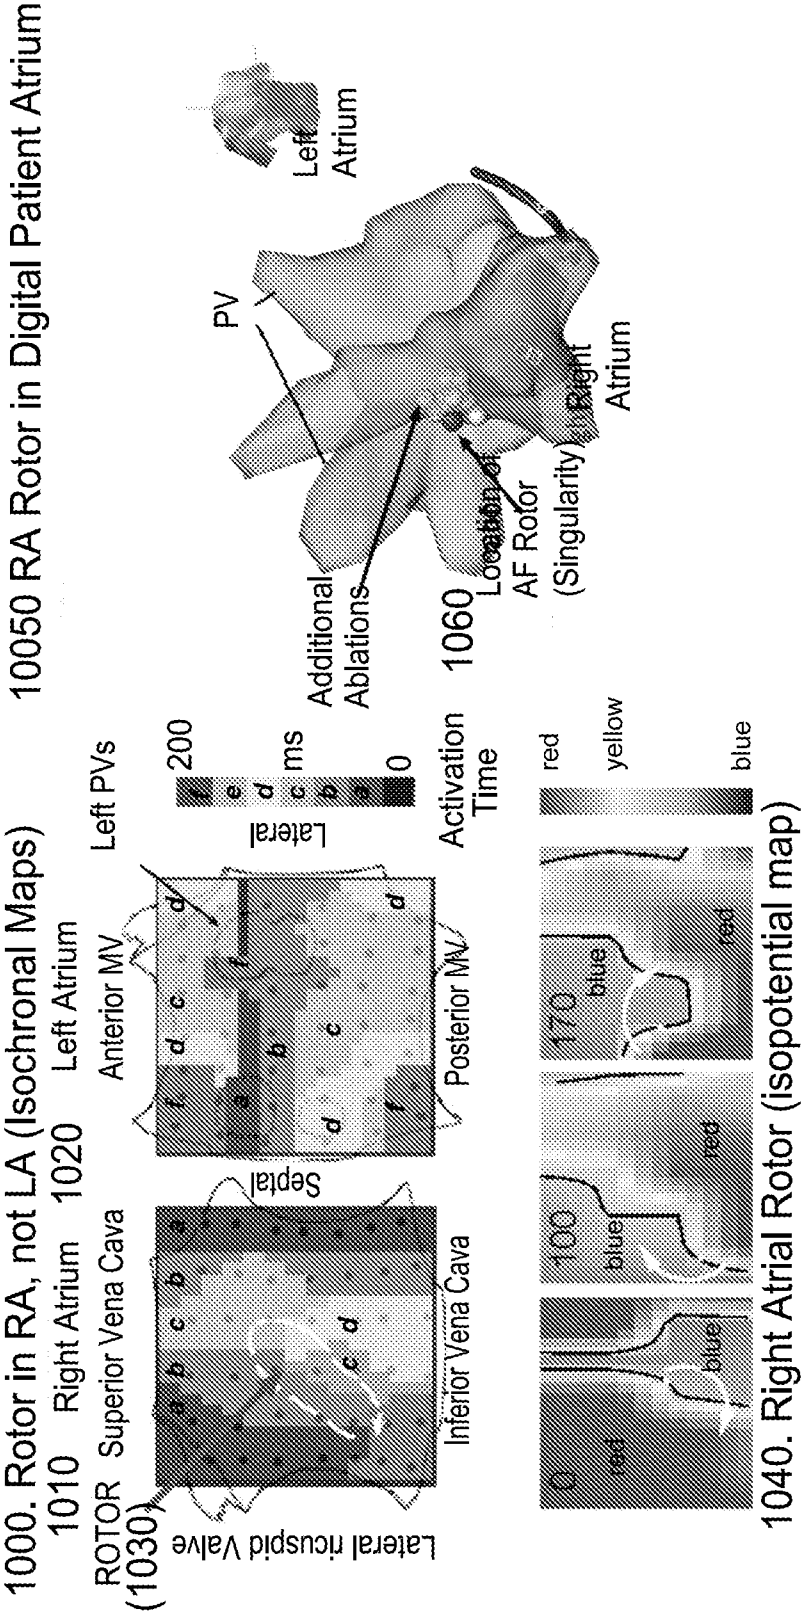 1000. Rotor in RA, not LA (Isochronal Maps)
1010 Right Atrium 1020 Left Atrium
ROTOR
(1030)
Superior Vena Cava
Anterior MV
Left PVs
Lateral ricuspid Valve
Septal
Lateral
a b c b a
c d
d c d
f a b f c
d f d
Inferior Vena Cava
Posterior MV
f e d c b a
200
ms
0
Activation
Time
0 red blue
100 blue red
170 blue red
red
yellow
blue
1040. Right Atrial Rotor (isopotential map)
10050 RA Rotor in Digital Patient Atrium
PV
Left
Atrium
Additional
Ablations
1060
Location of
AF Rotor
(Singularity)
Right
Atrium